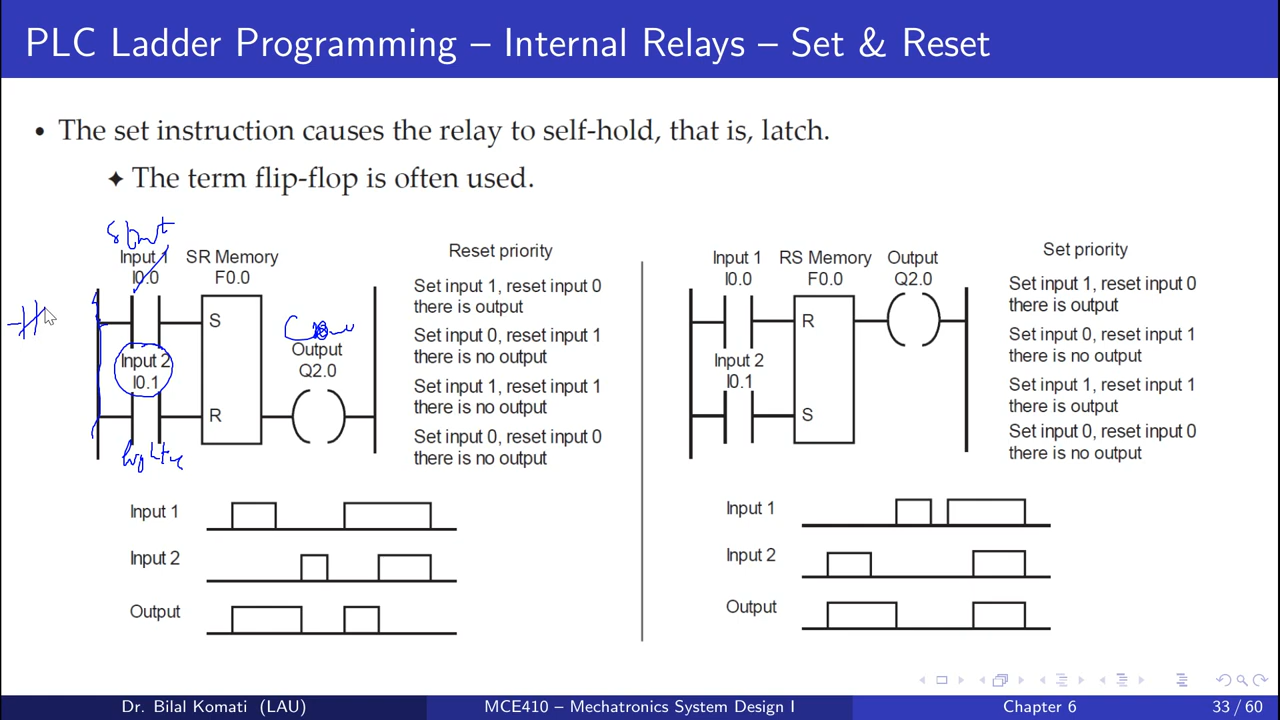 PLC Ladder Programming – Internal Relays – Set & Reset
• The set instruction causes the relay to self-hold, that is, latch.
✦ The term flip-flop is often used.
Start
Input 1
I0.0
SR Memory
F0.0
S
Input 2
I0.1
R
Output
Q2.0
Reset priority
Set input 1, reset input 0
there is output
Set input 0, reset input 1
there is no output
Set input 1, reset input 1
there is no output
Set input 0, reset input 0
there is no output
Input 1
Input 2
Output
Input 1
I0.0
RS Memory
F0.0
Output
Q2.0
R
Input 2
I0.1
S
Set priority
Set input 1, reset input 0
there is output
Set input 0, reset input 1
there is no output
Set input 1, reset input 1
there is output
Set input 0, reset input 0
there is no output
Input 1
Input 2
Output
Dr. Bilal Komati (LAU)
MCE410 – Mechatronics System Design I
Chapter 6
33 / 60